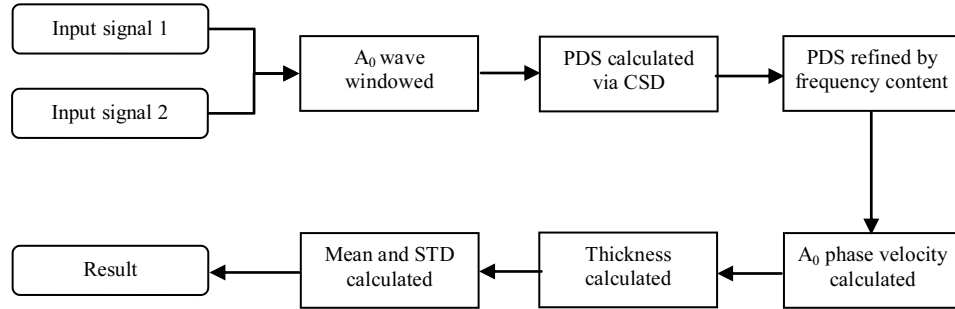 Input signal 1
Input signal 2
A₀ wave
windowed
PDS calculated
via CSD
PDS refined by
frequency content
A₀ phase velocity
calculated
Thickness
calculated
Mean and STD
calculated
Result